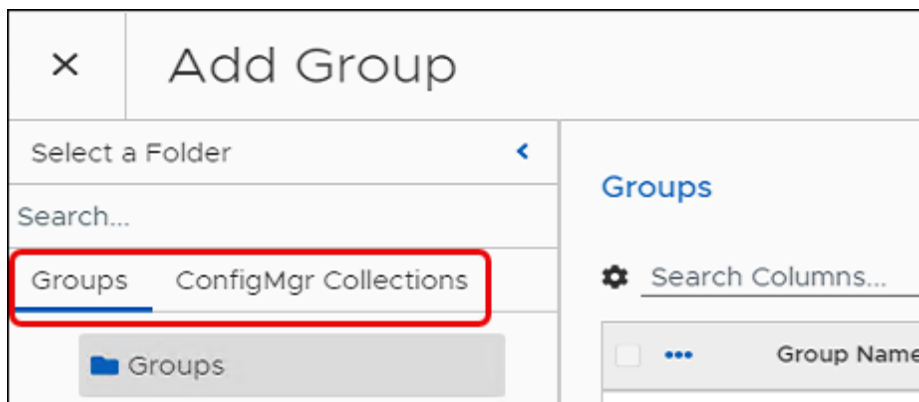 Add Group
Select a Folder
Search...
Groups ConfigMgr Collections
Groups
Groups
Search Columns...
Group Name